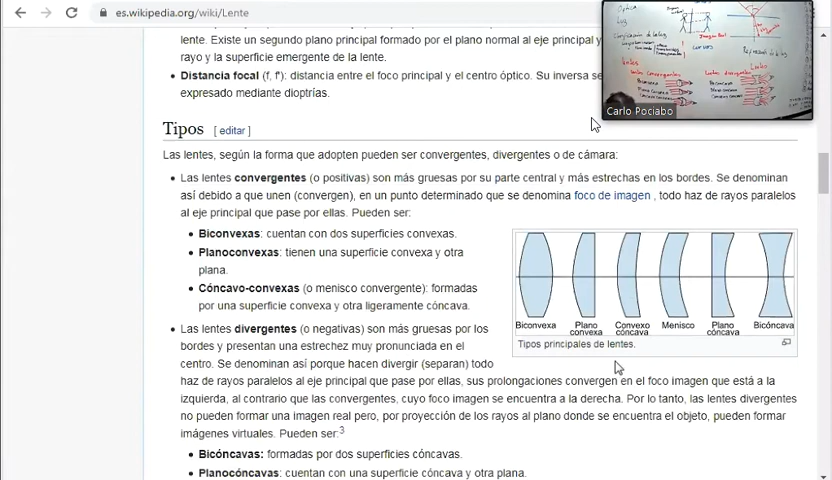 es.wikipedia.org/wiki/Lente
lente. Existe un segundo plano principal formado por el plano normal al eje principal y
rayo y la superficie emergente de la lente.
Distancia focal (f, f'): distancia entre el foco principal y el centro óptico. Su inversa se
expresado mediante dioptrías.
Carlo Pociabo
Tipos [ editar ]
Las lentes, según la forma que adopten pueden ser convergentes, divergentes o de cámara:
Las lentes convergentes (o positivas) son más gruesas por su parte central y más estrechas en los bordes. Se denominan
así debido a que unen (convergen), en un punto determinado que se denomina foco de imagen , todo haz de rayos paralelos
al eje principal que pase por ellas. Pueden ser:
Biconvexas: cuentan con dos superficies convexas.
Planoconvexas: tienen una superficie convexa y otra
plana.
Cóncavo-convexas (o menisco convergente): formadas
por una superficie convexa y otra ligeramente cóncava.
Biconvexa Plano convexa Convexo cóncava Menisco Plano cóncava Bicóncava
Tipos principales de lentes.
Las lentes divergentes (o negativas) son más gruesas por los
bordes y presentan una estrechez muy pronunciada en el
centro. Se denominan así porque hacen divergir (separan) todo
haz de rayos paralelos al eje principal que pase por ellas, sus prolongaciones convergen en el foco imagen que está a la
izquierda, al contrario que las convergentes, cuyo foco imagen se encuentra a la derecha. Por lo tanto, las lentes divergentes
no pueden formar una imagen real pero, por proyección de los rayos al plano donde se encuentra el objeto, pueden formar
imágenes virtuales. Pueden ser:3
Bicóncavas: formadas por dos superficies cóncavas.
Planocóncavas: cuentan con una superficie cóncava y otra plana.